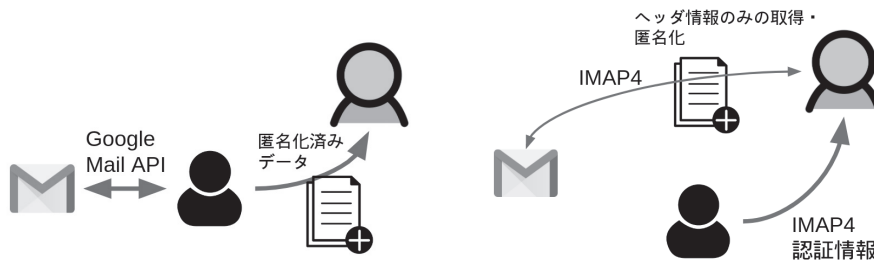 Google
Mail API
匿名化済み
データ
ヘッダ情報のみの取得・
匿名化
IMAP4
IMAP4
認証情報